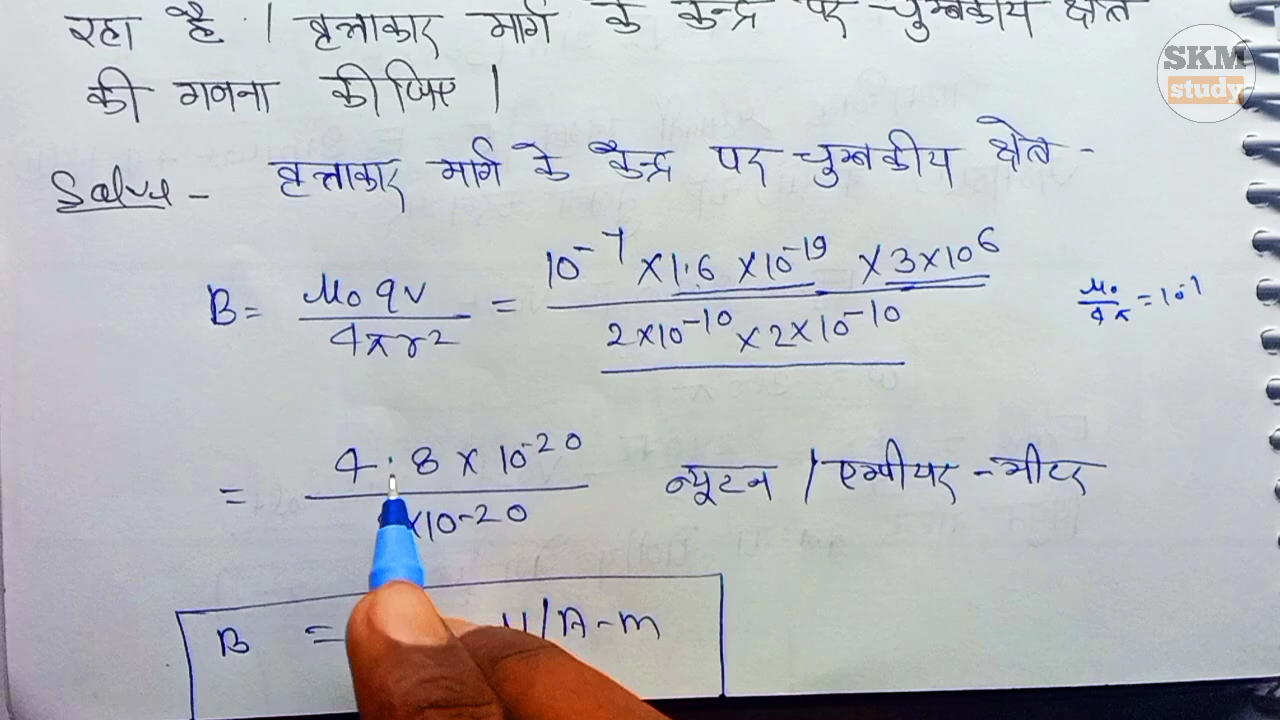 रहा है । वृत्ताकार मार्ग के केन्द्र पर चुम्बकीय क्षेत्र
की गणना कीजिए ।
SKM
study
Solve - वृत्ताकार मार्ग के केन्द्र पर चुम्बकीय क्षेत्र -
B = μ0 qv / 4πr2 = 10-7 ×1.6 ×10-19 ×3×106 / 2×10-10 ×2×10-10
μ0/4π = 10-7
= 4.8 × 10-20 / ×10-20 न्यूटन / एम्पीयर - मीटर
B = N/A-m